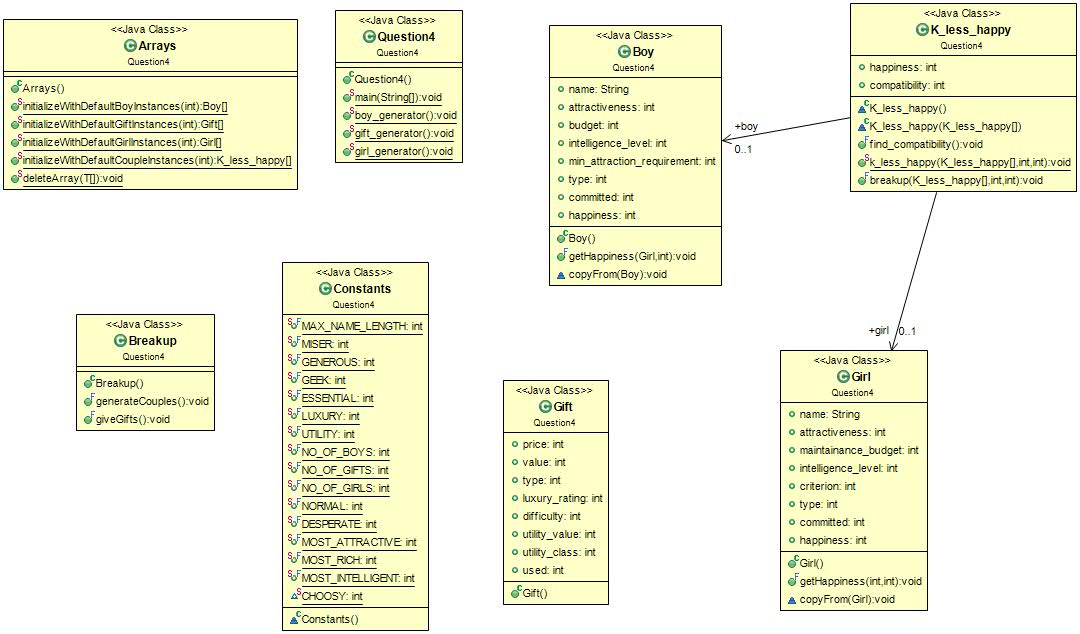 <<Java Class>>
Arrays
Question4
Arrays()
initializeWithDefaultBoyInstances(int):Boy[]
initializeWithDefaultGiftInstances(int):Gift[]
initializeWithDefaultGirlInstances(int):Girl[]
initializeWithDefaultCoupleInstances(int):K_less_happy[]
deleteArray(T[]):void
<<Java Class>>
Question4
Question4
Question4()
main(String[]):void
boy_generator():void
gift_generator():void
girl_generator():void
<<Java Class>>
Boy
Question4
name: String
attractiveness: int
budget: int
intelligence_level: int
min_attraction_requirement: int
type: int
committed: int
happiness: int
Boy()
getHappiness(Girl,int):void
copyFrom(Boy):void
+boy
0..1
<<Java Class>>
K_less_happy
Question4
happiness: int
compatibility: int
K_less_happy()
K_less_happy(K_less_happy[])
find_compatibility():void
k_less_happy(K_less_happy[],int,int):void
breakup(K_less_happy[],int,int):void
<<Java Class>>
Breakup
Question4
Breakup()
generateCouples():void
giveGifts():void
<<Java Class>>
Constants
Question4
MAX_NAME_LENGTH: int
MISER: int
GENEROUS: int
GEEK: int
ESSENTIAL: int
LUXURY: int
UTILITY: int
NO_OF_BOYS: int
NO_OF_GIFTS: int
NO_OF_GIRLS: int
NORMAL: int
DESPERATE: int
MOST_ATTRACTIVE: int
MOST_RICH: int
MOST_INTELLIGENT: int
CHOOSY: int
Constants()
<<Java Class>>
Gift
Question4
price: int
value: int
type: int
luxury_rating: int
difficulty: int
utility_value: int
utility_class: int
used: int
Gift()
+girl 0..1
<<Java Class>>
Girl
Question4
name: String
attractiveness: int
maintainance_budget: int
intelligence_level: int
criterion: int
type: int
committed: int
happiness: int
Girl()
getHappiness(int,int):void
copyFrom(Girl):void